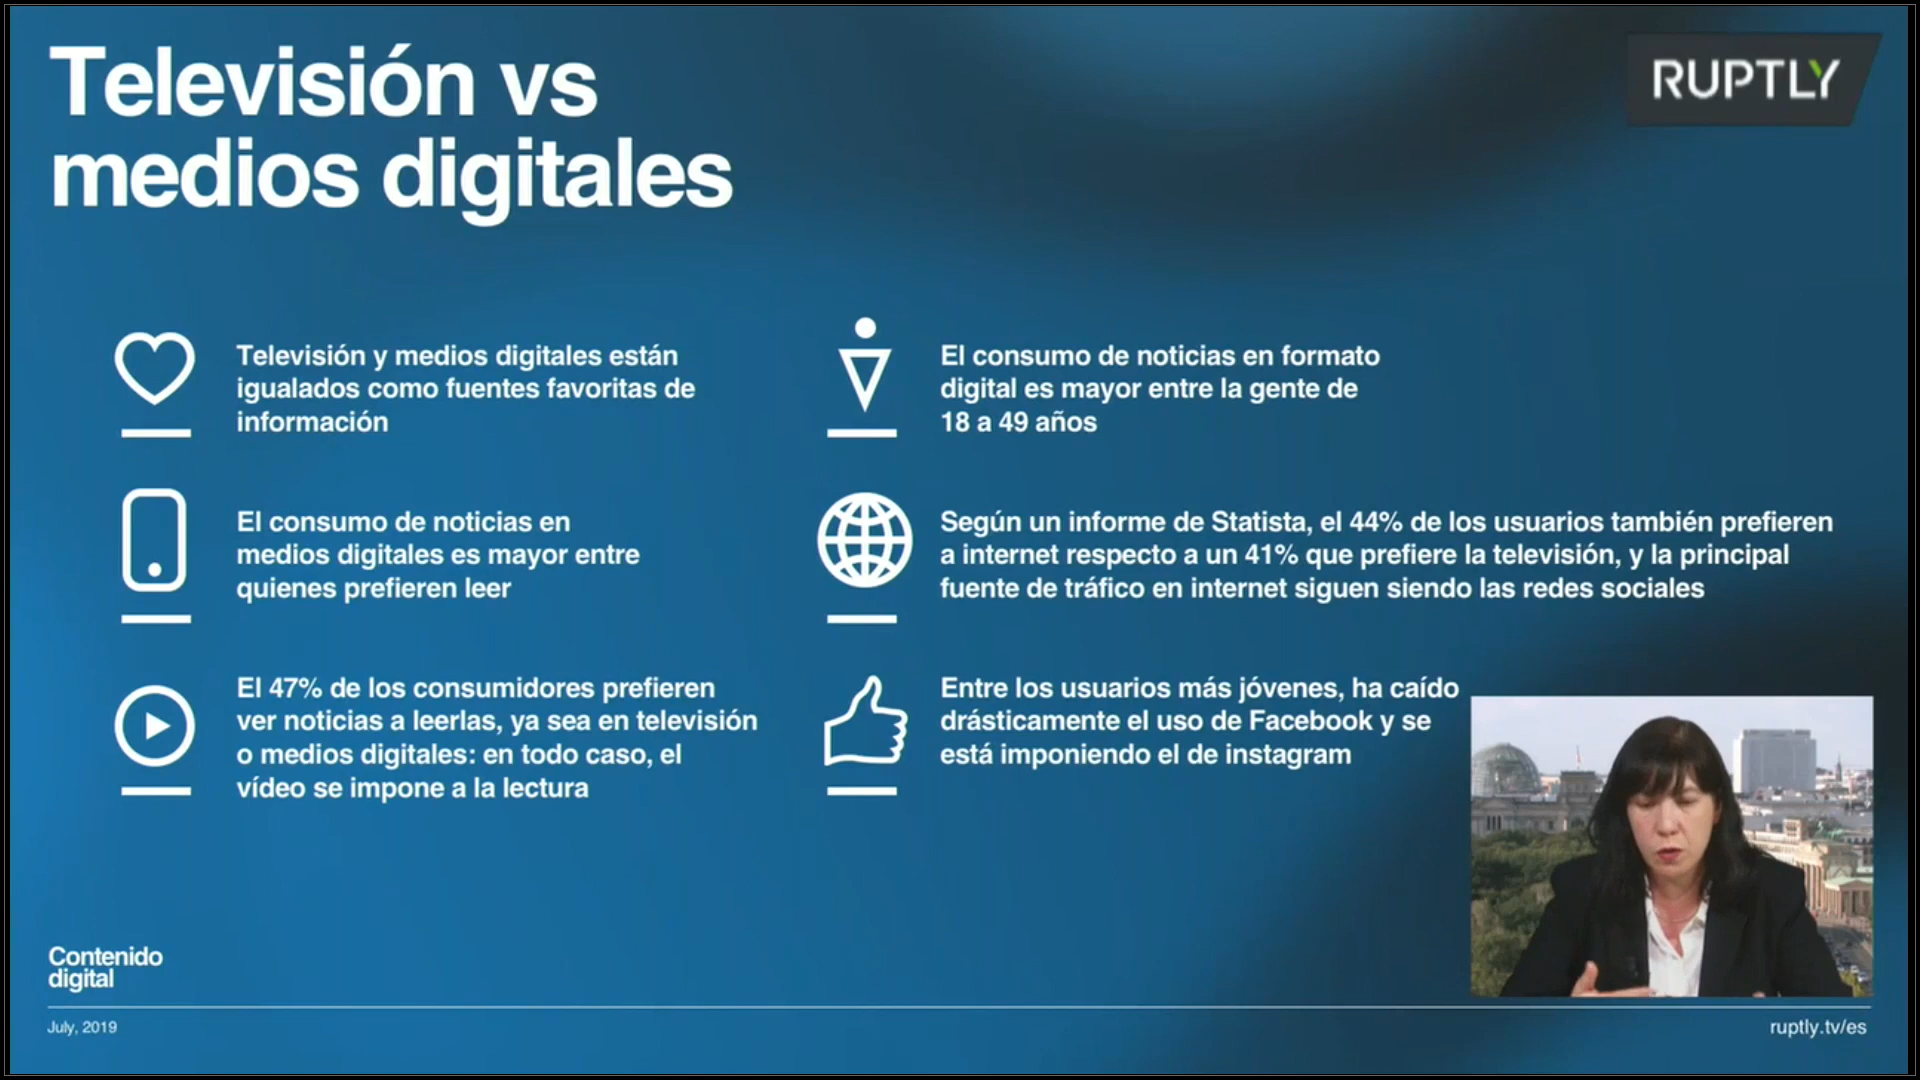 Televisión vs
medios digitales
RUPTLY
Televisión y medios digitales están
igualados como fuentes favoritas de
información
El consumo de noticias en formato
digital es mayor entre la gente de
18 a 49 años
El consumo de noticias en
medios digitales es mayor entre
quienes prefieren leer
Según un informe de Statista, el 44% de los usuarios también prefieren
a internet respecto a un 41% que prefiere la televisión, y la principal
fuente de tráfico en internet siguen siendo las redes sociales
El 47% de los consumidores prefieren
ver noticias a leerlas, ya sea en televisión
o medios digitales: en todo caso, el
vídeo se impone a la lectura
Entre los usuarios más jóvenes, ha caído
drásticamente el uso de Facebook y se
está imponiendo el de instagram
Contenido
digital
July, 2019
ruptly.tv/es